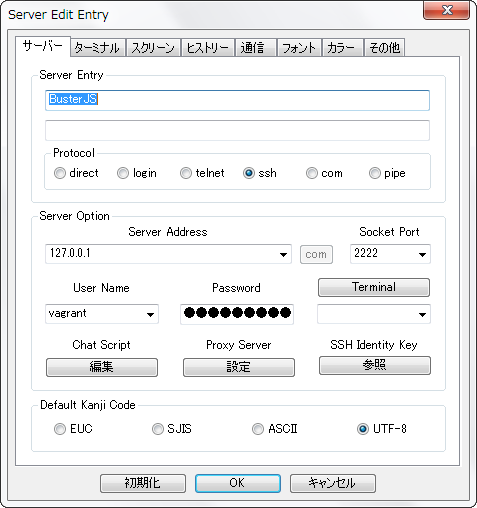 Server Edit Entry
サーバー ターミナル スクリーン ヒストリー 通信 フォント カラー その他
Server Entry
BusterJS
Protocol
direct login telnet ssh com pipe
Server Option
Server Address Socket Port
127.0.0.1 com 2222
User Name Password Terminal
vagrant ●●●●●●●●●
Chat Script Proxy Server SSH Identity Key
編集 設定 参照
Default Kanji Code
EUC SJIS ASCII UTF-8
初期化 OK キャンセル